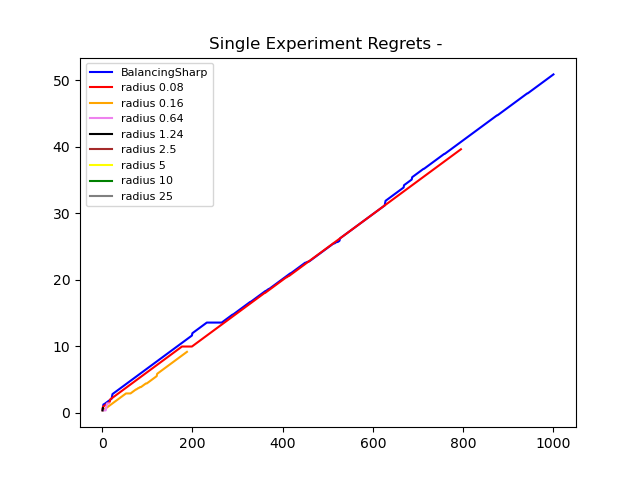 Single Experiment Regrets -
BalancingSharp
radius 0.08
radius 0.16
radius 0.64
radius 1.24
radius 2.5
radius 5
radius 10
radius 25
50
40
30
20
10
0
0 200 400 600 800 1000